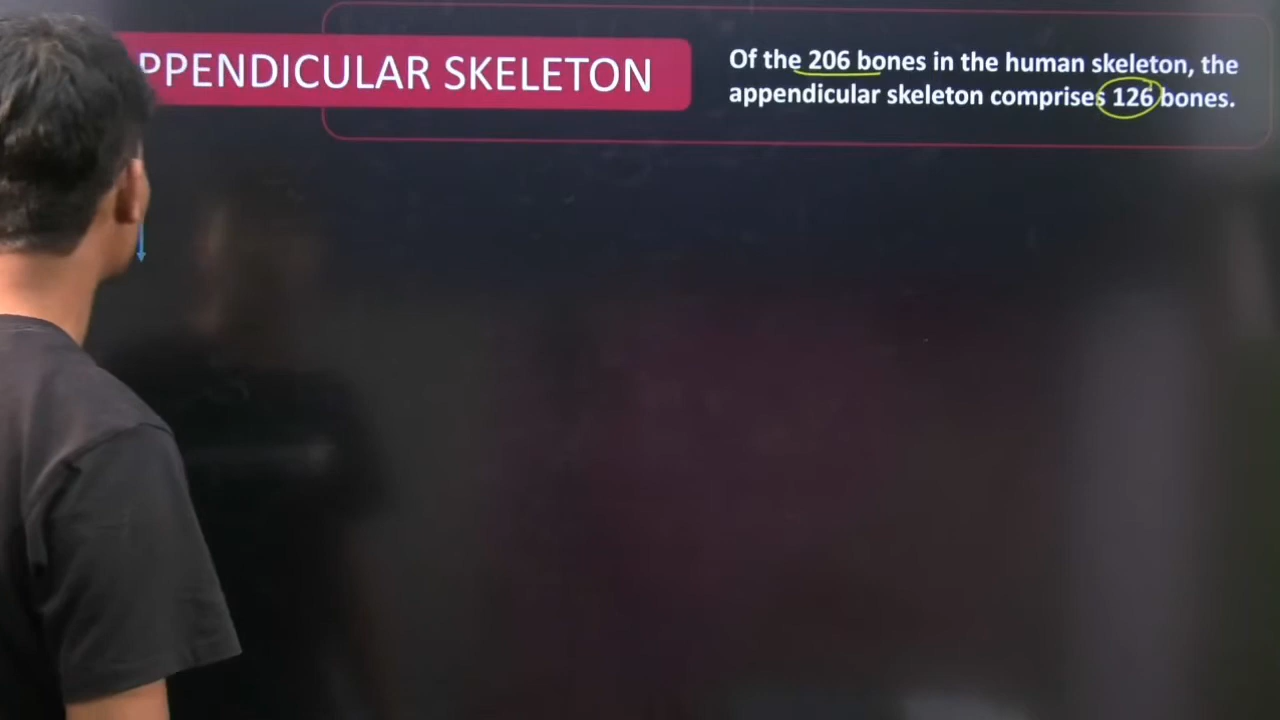 PPENDICULAR SKELETON
Of the 206 bones in the human skeleton, the
appendicular skeleton comprises 126 bones.